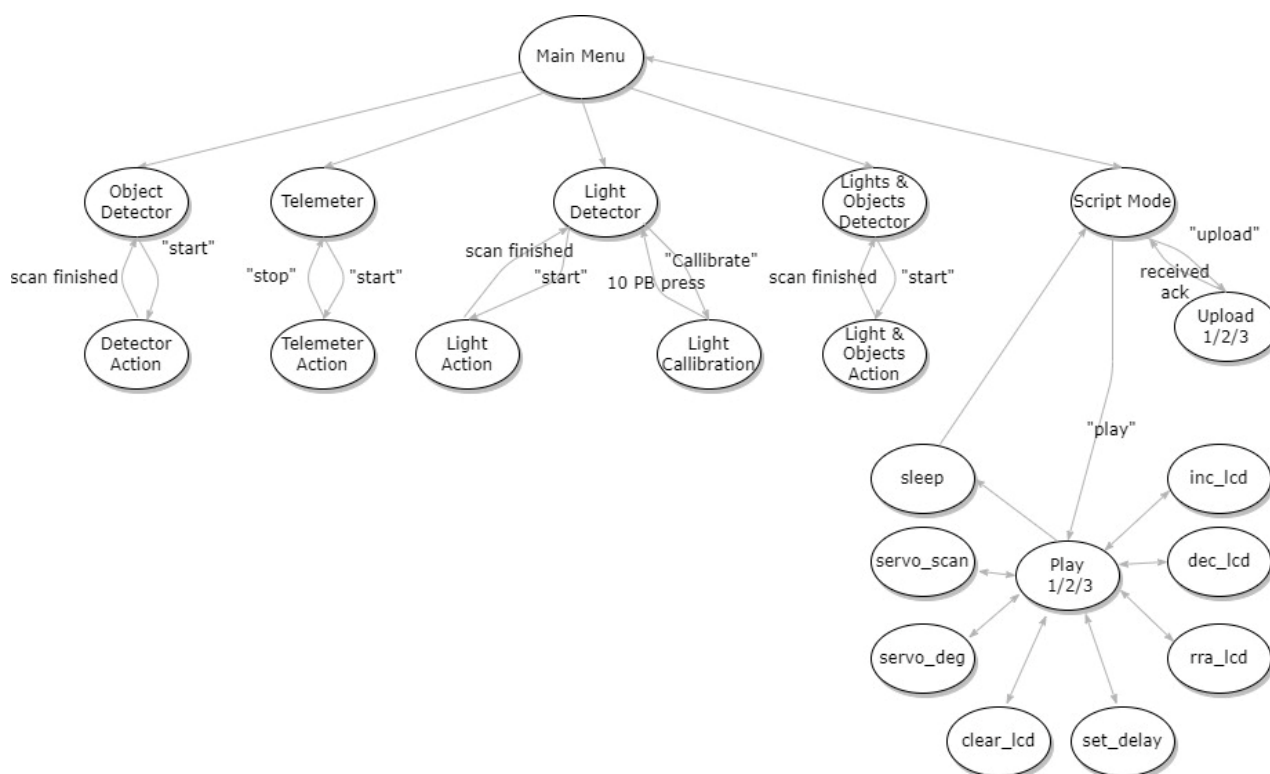 Main Menu
Object
Detector
Telemeter
Light
Detector
Lights &
Objects
Detector
Script Mode
"start"
scan finished
"stop"
"start"
scan finished
"start"
"Callibrate"
10 PB press
scan finished
"start"
"upload"
received
ack
Detector
Action
Telemeter
Action
Light
Action
Light
Callibration
Light &
Objects
Action
Upload
1/2/3
"play"
sleep
inc_lcd
servo_scan
Play
1/2/3
dec_lcd
servo_deg
rra_lcd
clear_lcd
set_delay